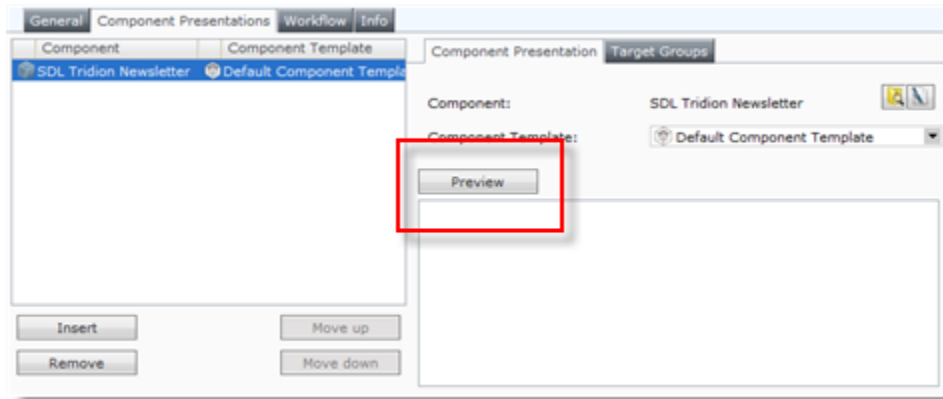 General Component Presentations Workflow Info
Component Component Template
SDL Tridion Newsletter Default Component Templa
Component Presentation Target Groups
Component: SDL Tridion Newsletter
Component Template: Default Component Template
Preview
Insert Move up
Remove Move down